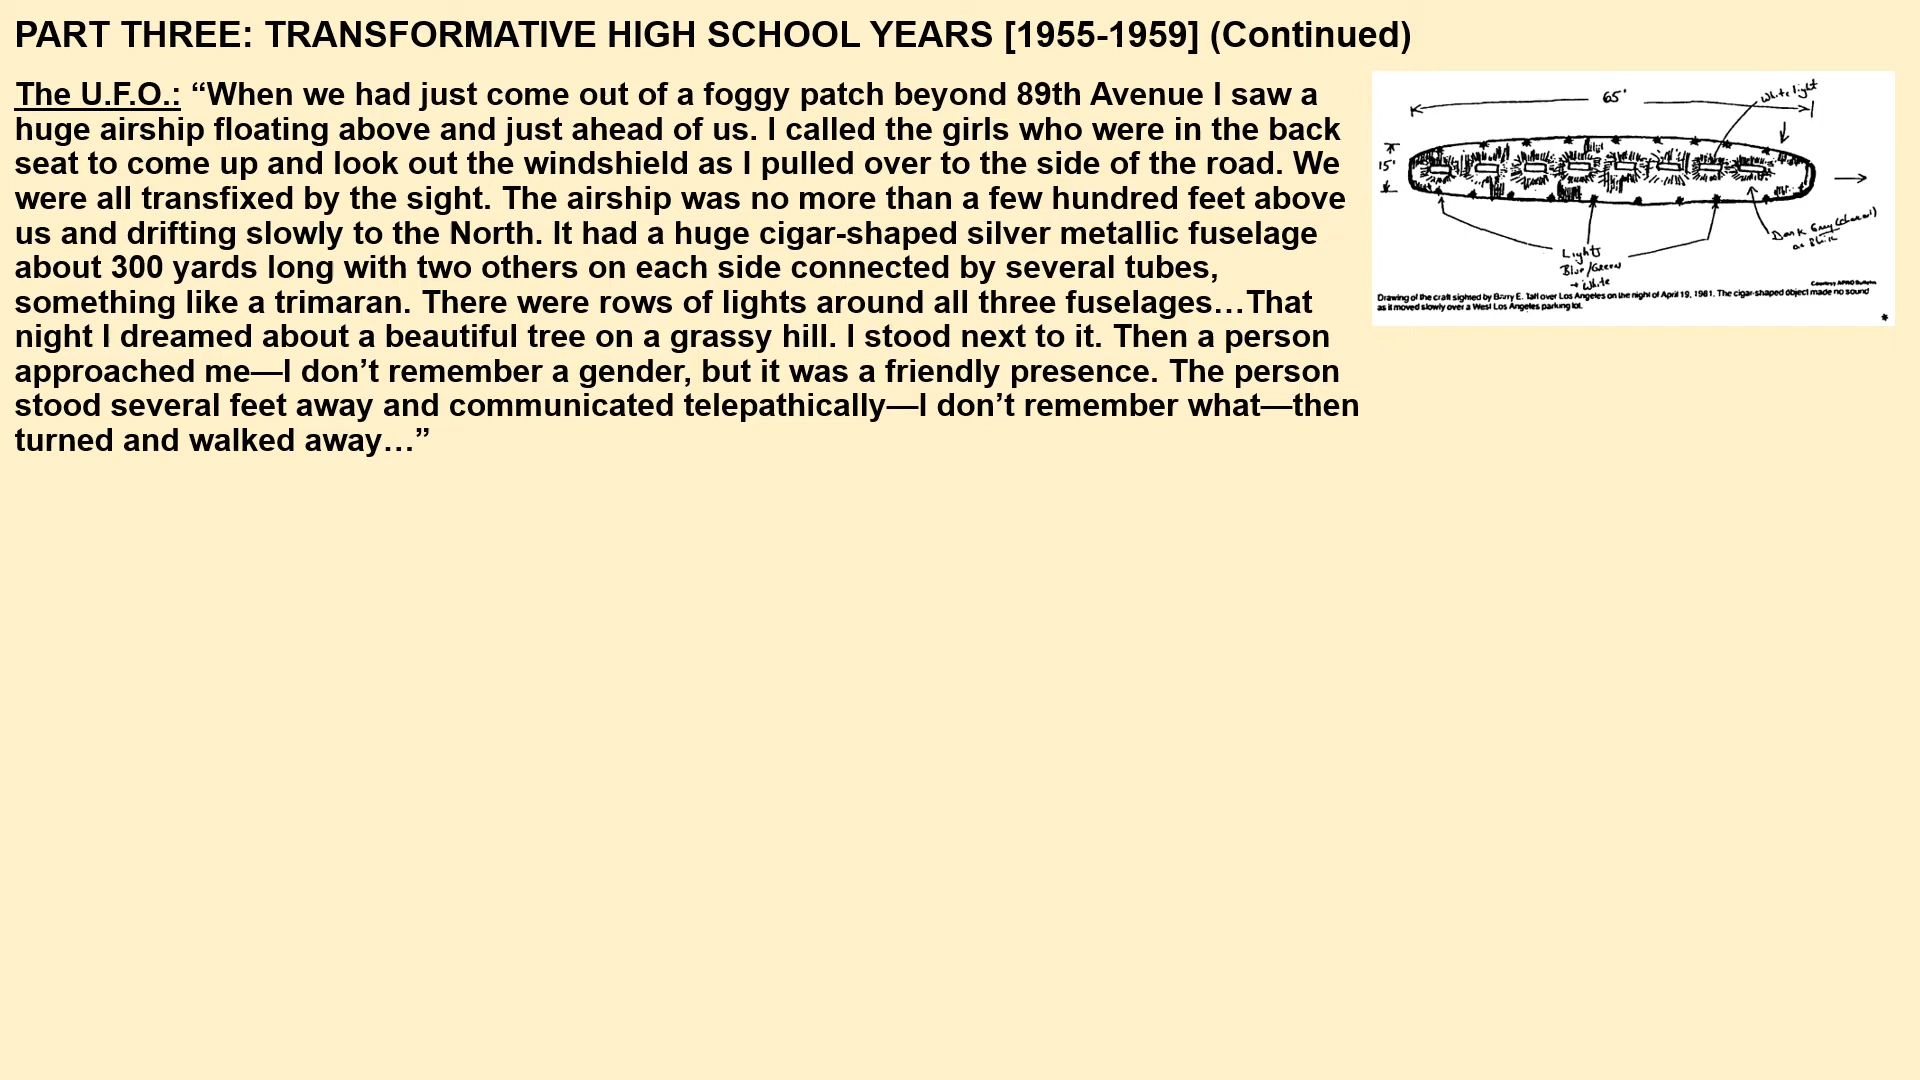 PART THREE: TRANSFORMATIVE HIGH SCHOOL YEARS [1955-1959] (Continued)
The U.F.O.: “When we had just come out of a foggy patch beyond 89th Avenue I saw a
huge airship floating above and just ahead of us. I called the girls who were in the back
seat to come up and look out the windshield as I pulled over to the side of the road. We
were all transfixed by the sight. The airship was no more than a few hundred feet above
us and drifting slowly to the North. It had a huge cigar-shaped silver metallic fuselage
about 300 yards long with two others on each side connected by several tubes,
something like a trimaran. There were rows of lights around all three fuselages…That
night I dreamed about a beautiful tree on a grassy hill. I stood next to it. Then a person
approached me—I don’t remember a gender, but it was a friendly presence. The person
stood several feet away and communicated telepathically—I don’t remember what—then
turned and walked away…”
65'
White light
15'
Dark Grey (charcoal)
Lights
Blue/Green
→ White
Courtesy APRO Bulletin
Drawing of the craft sighted by Barry E. Taff over Los Angeles on the night of April 19, 1981. The cigar-shaped object made no sound
as it moved slowly over a West Los Angeles parking lot.
*